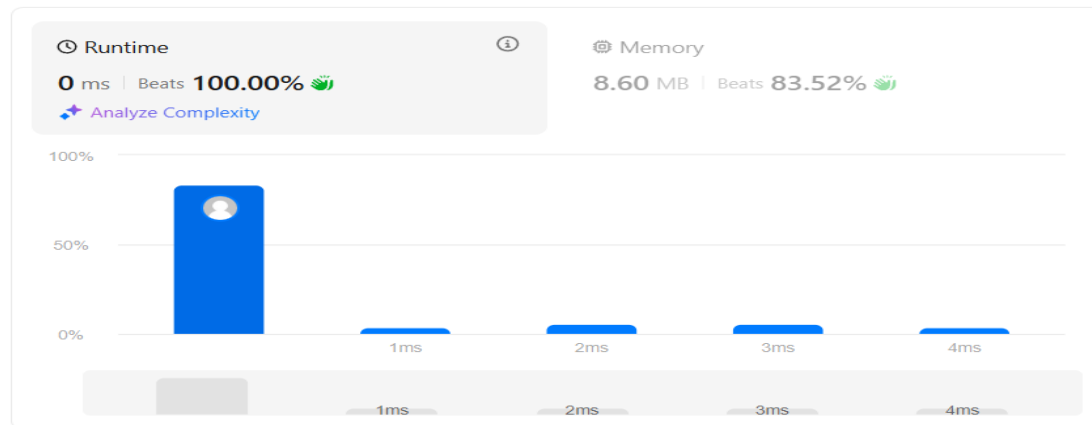 Runtime
0 ms | Beats 100.00%
Analyze Complexity
Memory
8.60 MB | Beats 83.52%
100%
50%
0%
1ms 2ms 3ms 4ms
1ms 2ms 3ms 4ms